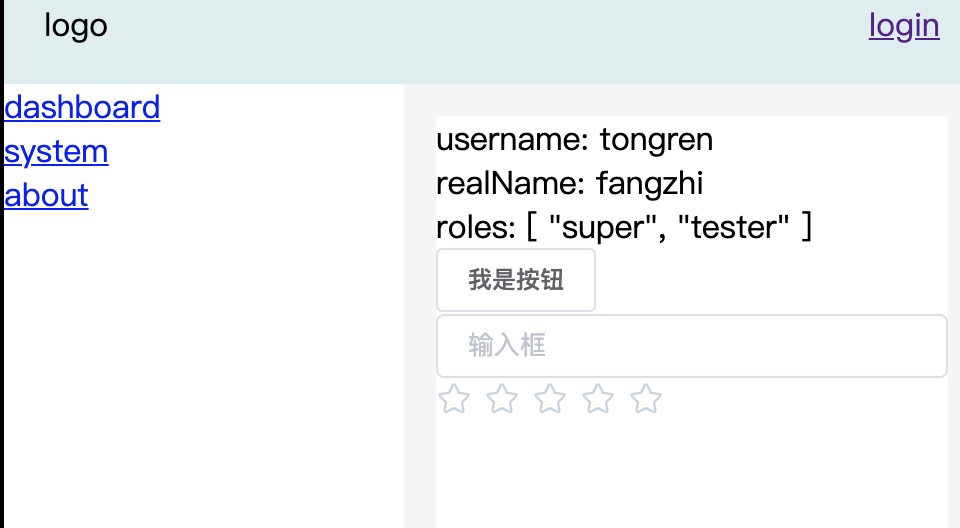 logo
login
dashboard
system
about
username: tongren
realName: fangzhi
roles: [ "super", "tester" ]
我是按钮
输入框